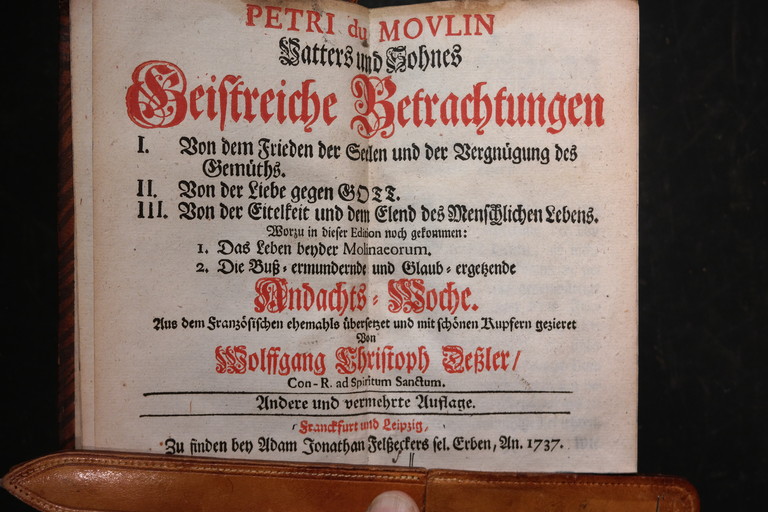 PETRI du MOVLIN
Vatters und Sohnes
Geistreiche Betrachtungen
I. Von dem Frieden der Seelen und der Vergnügung des
Gemüths.
II. Von der Liebe gegen GOTT.
III. Von der Eitelkeit und dem Elend des Menschlichen Lebens.
Worzu in dieser Edition noch gekommen:
1. Das Leben beyder Molinaeorum.
2. Die Buß-ermundernde und Glaub-ergetzende
Andachts-Woche.
Aus dem Französischen ehemahls übersetzet und mit schönen Kupfern gezieret
Von
Wolffgang Christoph Deßler/
Con-R. ad Spiritum Sanctum.
Andere und vermehrte Auflage.
Franckfurt und Leipzig,
Zu finden bey Adam Jonathan Felßeckers sel. Erben, An. 1737.